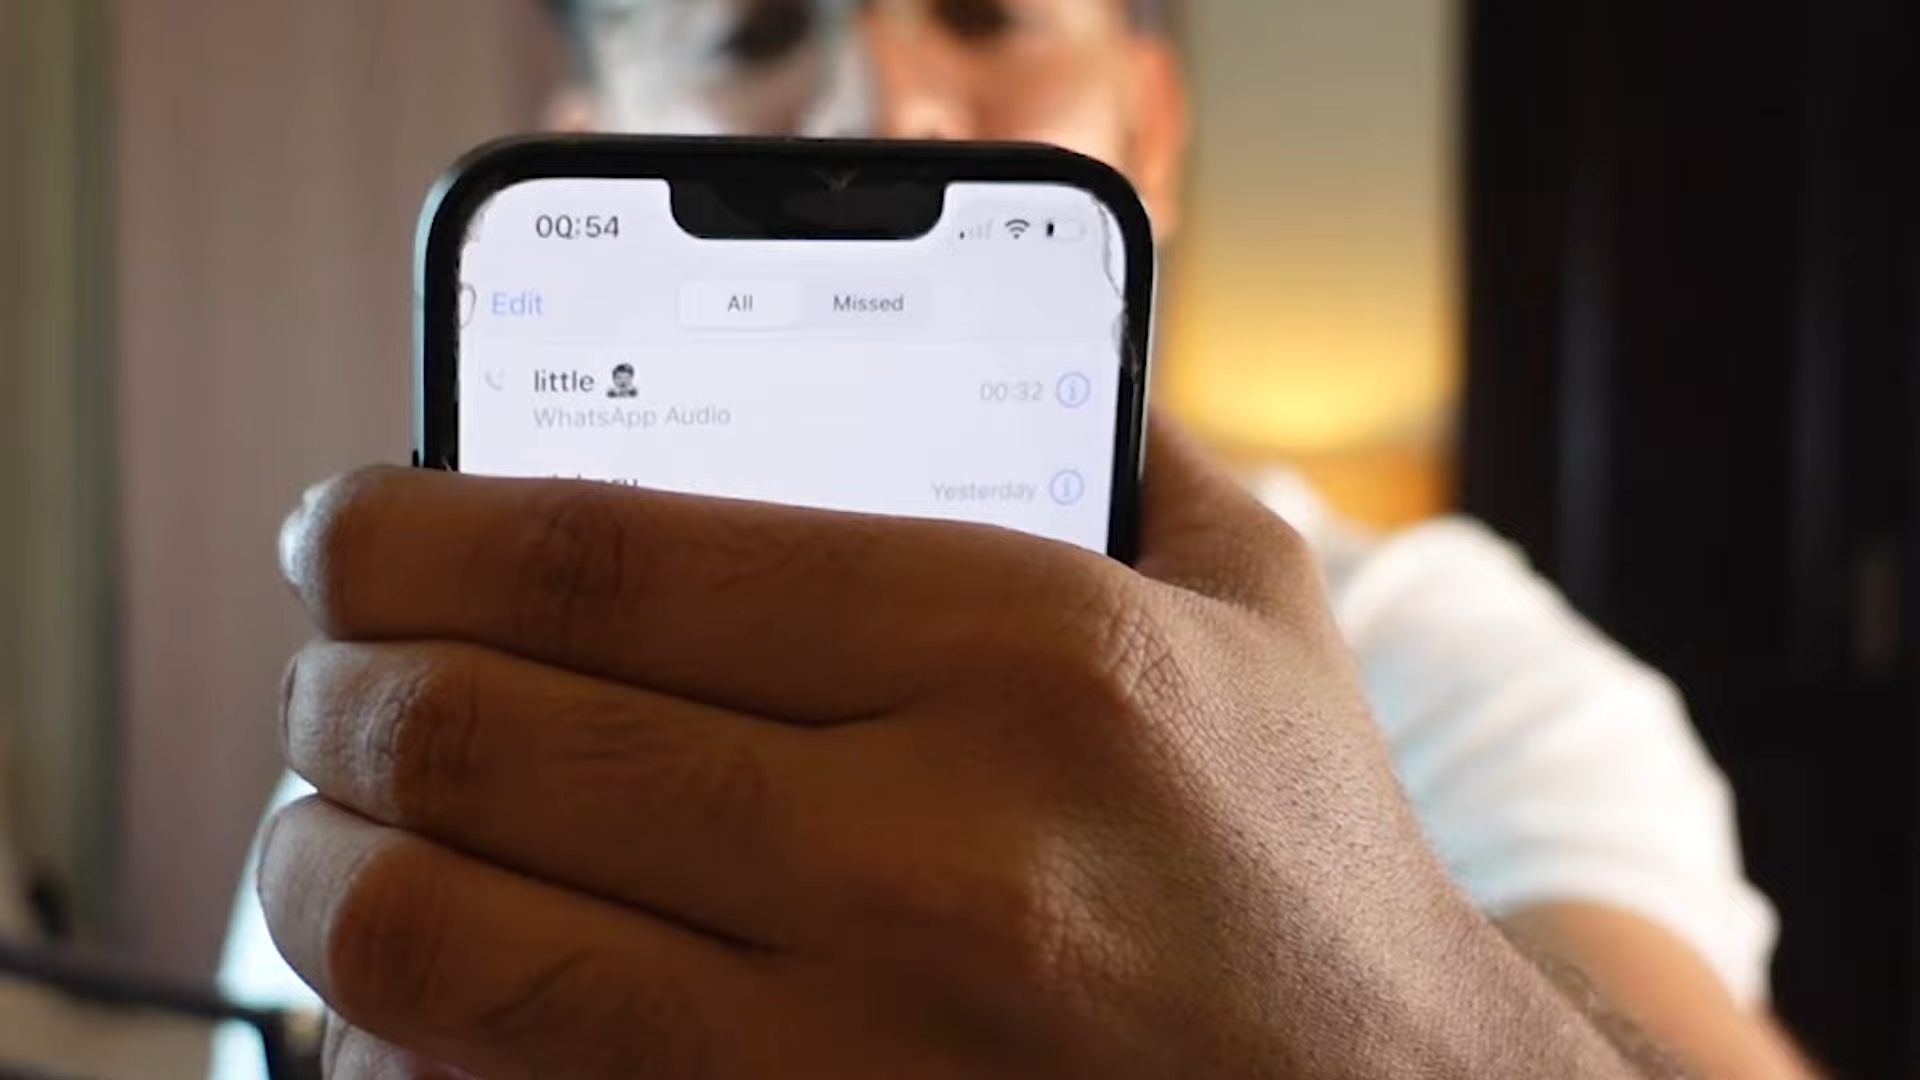 00:54
Edit All Missed
little 00:32
WhatsApp Audio
Yesterday